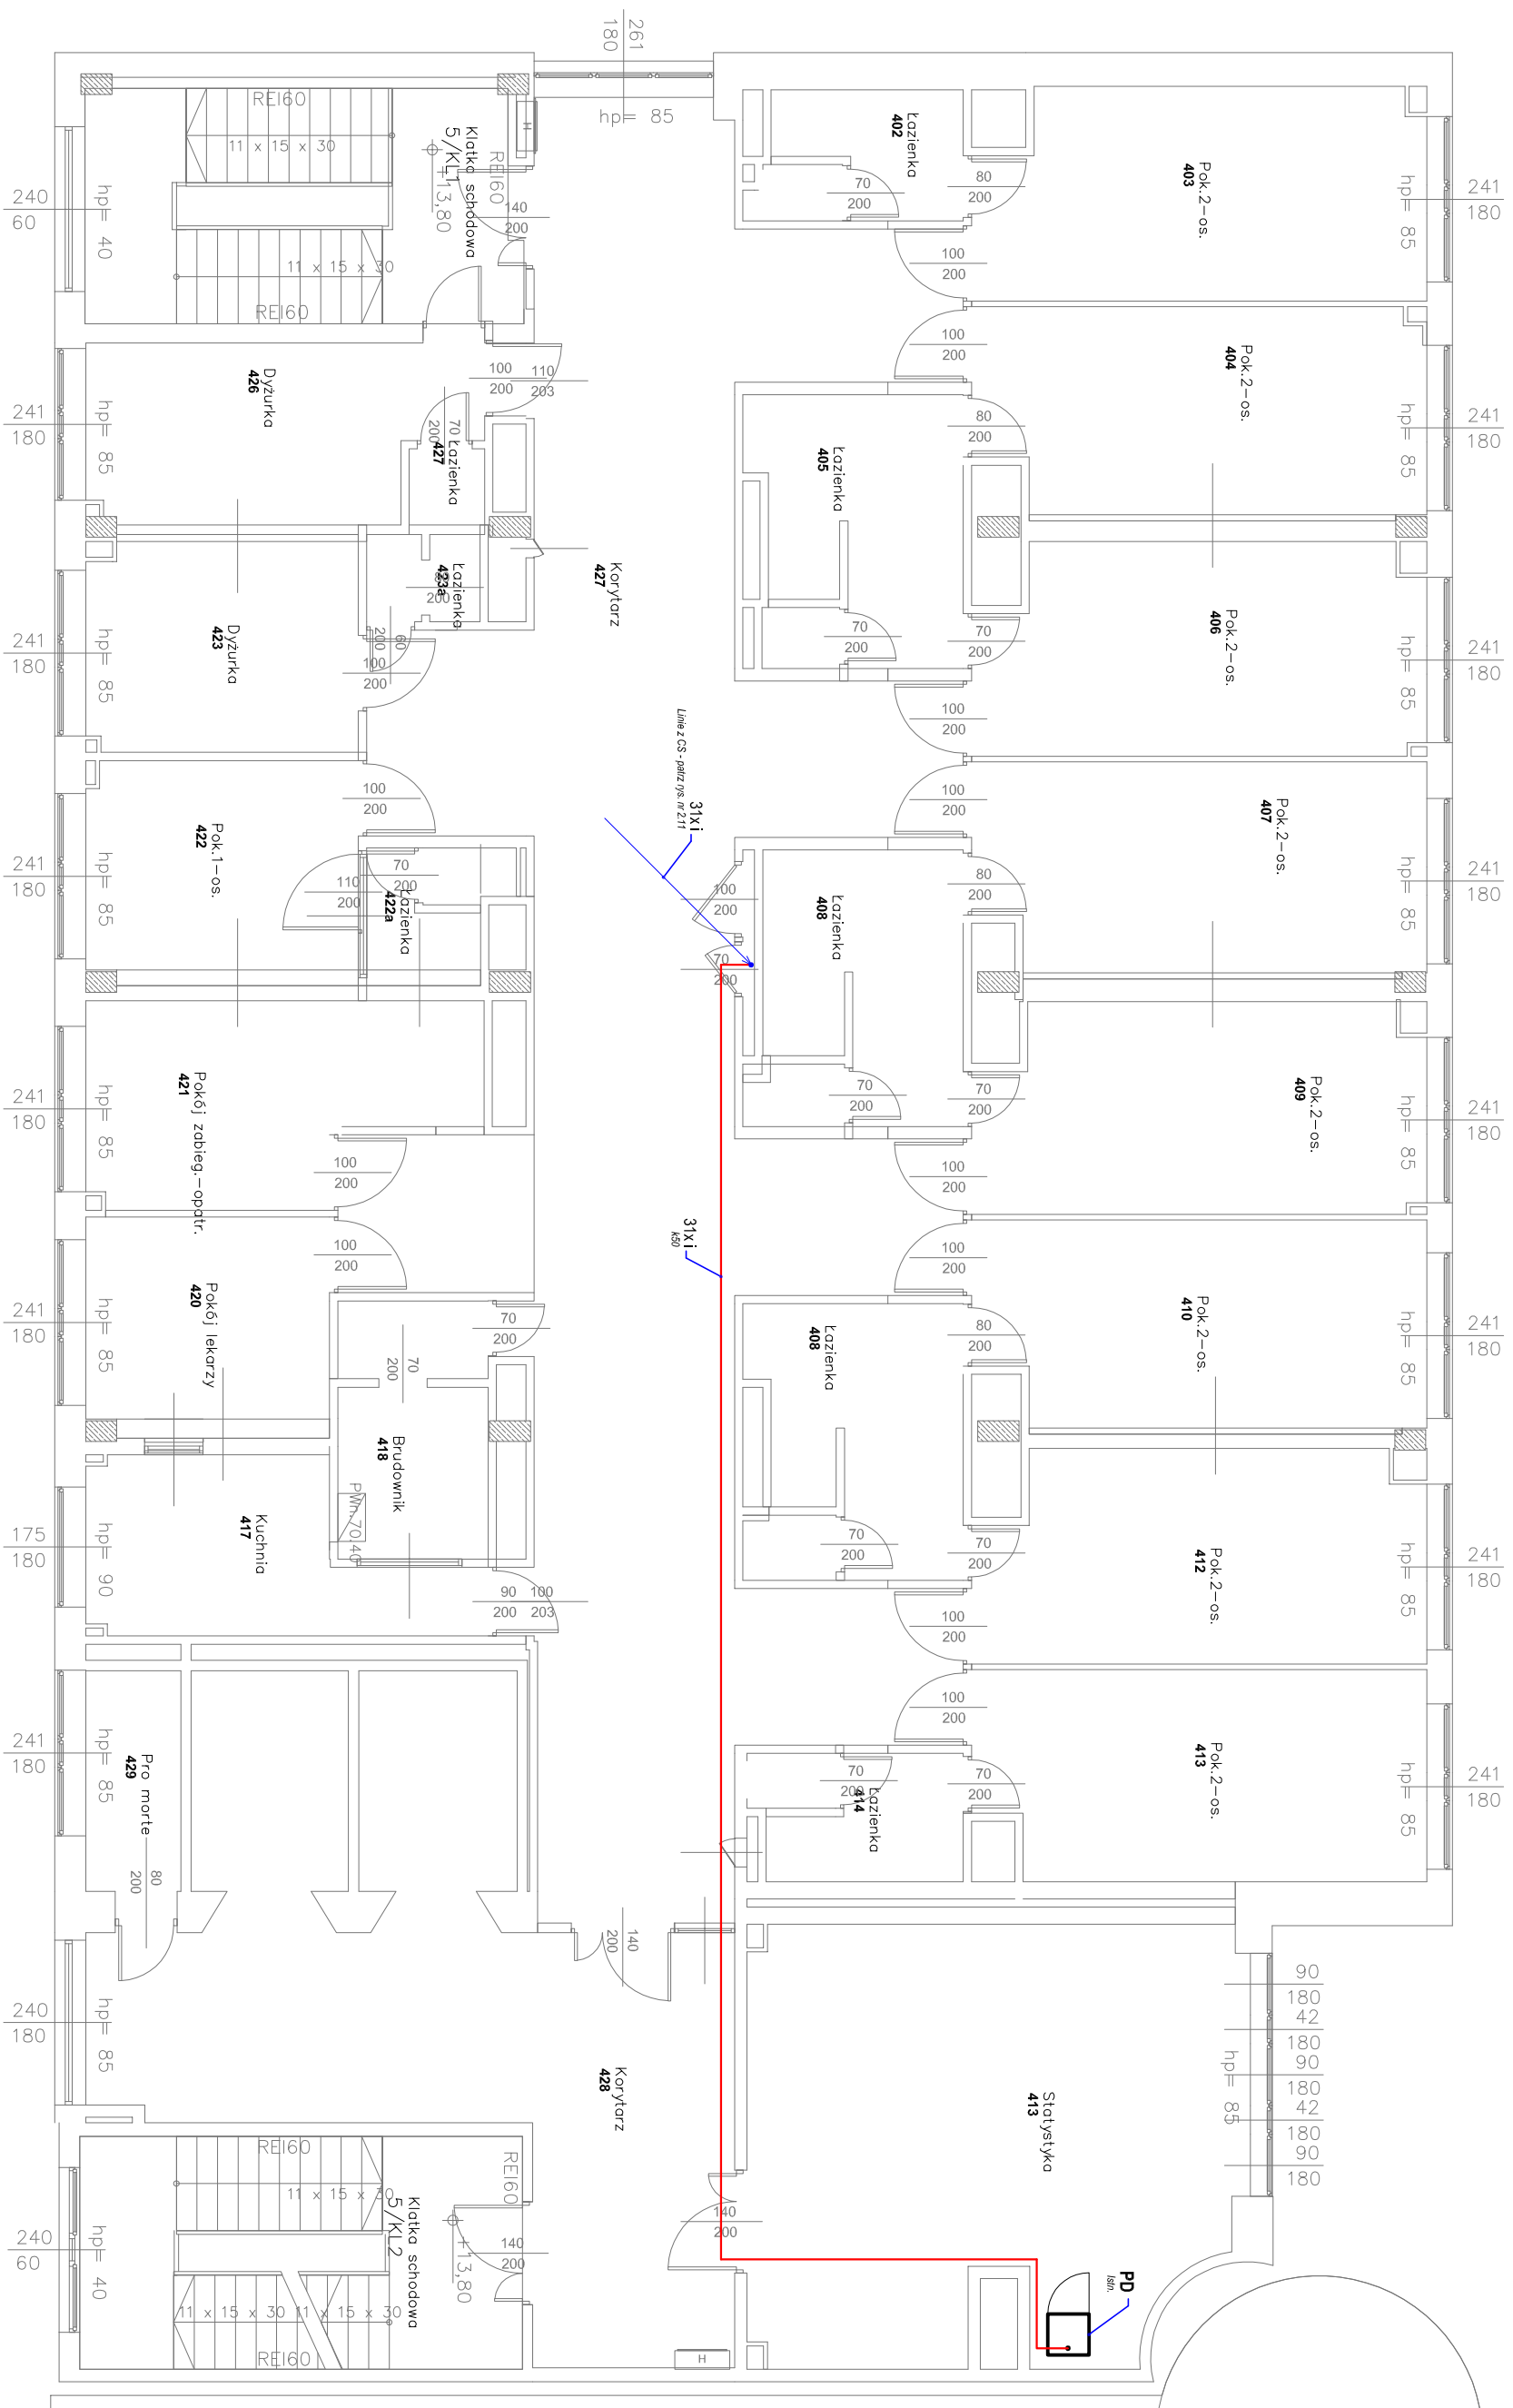 261
180
hp= 85
REI60
11 x 15 x 30
11 x 15 x 30
REI60
Klatka schodowa
5/KL1
REI60
+13,80
140
200
H
240
60
hp= 40
Łazienka
402
70
200
80
200
Pok.2-os.
403
241
180
hp= 85
100
200
100
200
Pok.2-os.
404
241
180
hp= 85
80
200
Łazienka
405
70
200
70
200
Pok.2-os.
406
241
180
hp= 85
100
200
100
200
Pok.2-os.
407
241
180
hp= 85
80
200
Łazienka
408
100
200
70
200
70
200
70
200
Pok.2-os.
409
241
180
hp= 85
100
200
100
200
Pok.2-os.
410
241
180
hp= 85
80
200
Łazienka
408
70
200
70
200
Pok.2-os.
412
241
180
hp= 85
100
200
100
200
Pok.2-os.
413
241
180
hp= 85
70
200
70
200
Łazienka
414
Dyżurka
426
241
180
hp= 85
100
200
110
203
70
200
Łazienka
427
Korytarz
427
Łazienka
423a
200
60
200
100
200
Dyżurka
423
241
180
hp= 85
100
200
Pok.1-os.
422
241
180
hp= 85
110
200
70
200
Łazienka
422a
Linie z CS - patrz rys. nr 2.11
31xi
31xi
k50
Pokój zabieg.-opatr.
421
241
180
hp= 85
100
200
100
200
Pokój lekarzy
420
241
180
hp= 85
70
200
70
200
Brudownik
418
PWn.70,40
Kuchnia
417
175
180
hp= 90
90
200
100
203
Pro morte
429
241
180
hp= 85
80
200
140
200
240
180
hp= 85
Korytarz
428
Statystyka
413
90
180
42
180
90
180
42
180
90
180
hp= 85
140
200
PD
istn.
REI60
11 x 15 x 30
Klatka schodowa
5/KL2
REI60
+13,80
140
200
11 x 15 x 30
11 x 15 x 30
REI60
240
60
hp= 40
H